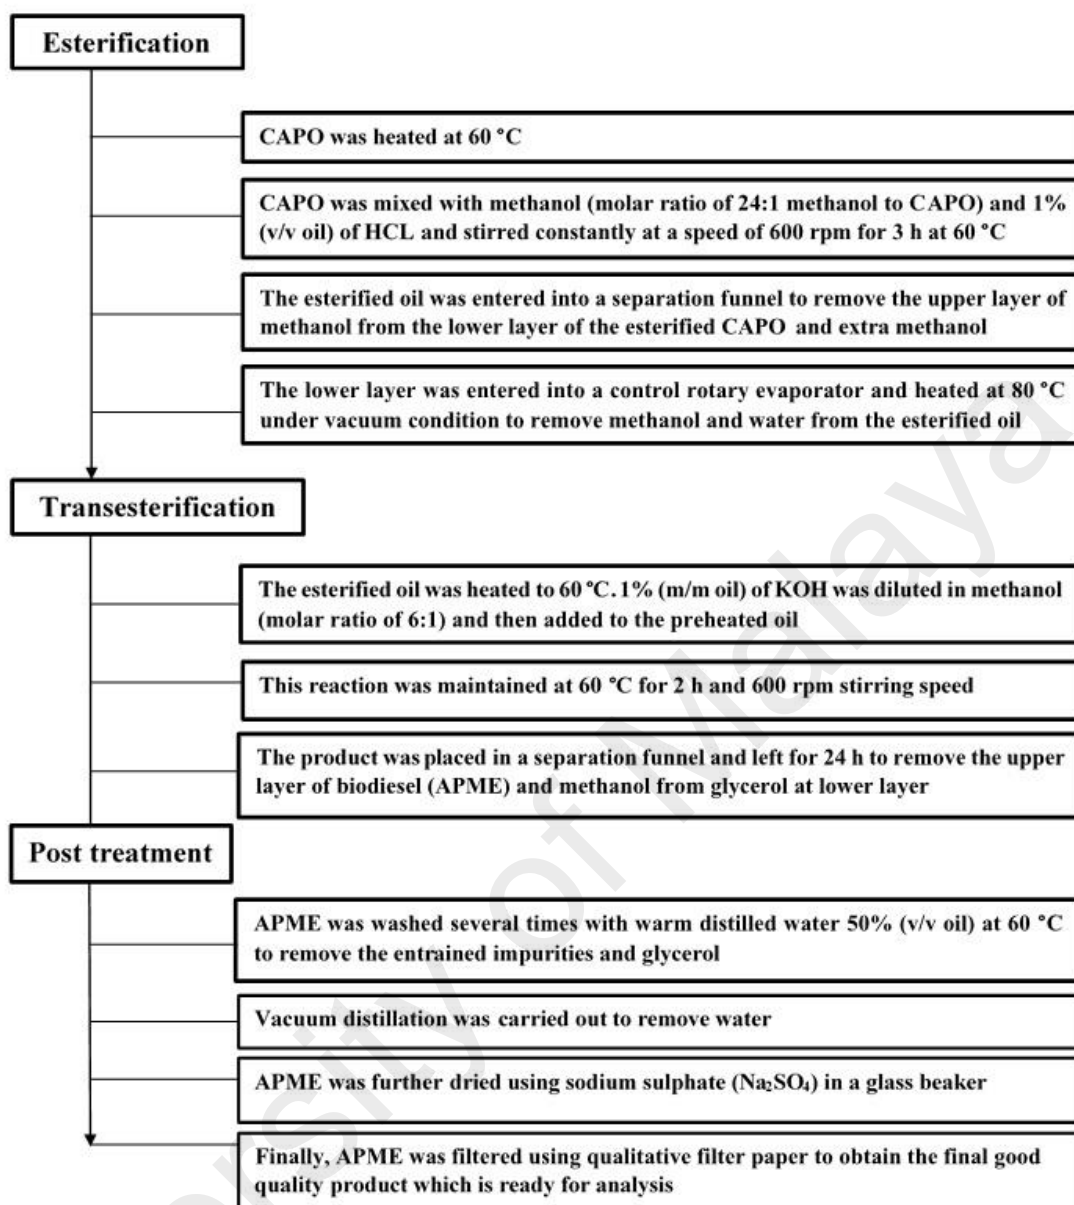 Esterification
CAPO was heated at 60 °C
CAPO was mixed with methanol (molar ratio of 24:1 methanol to CAPO) and 1%
(v/v oil) of HCL and stirred constantly at a speed of 600 rpm for 3 h at 60 °C
The esterified oil was entered into a separation funnel to remove the upper layer of
methanol from the lower layer of the esterified CAPO and extra methanol
The lower layer was entered into a control rotary evaporator and heated at 80 °C
under vacuum condition to remove methanol and water from the esterified oil
Transesterification
The esterified oil was heated to 60 °C. 1% (m/m oil) of KOH was diluted in methanol
(molar ratio of 6:1) and then added to the preheated oil
This reaction was maintained at 60 °C for 2 h and 600 rpm stirring speed
The product was placed in a separation funnel and left for 24 h to remove the upper
layer of biodiesel (APME) and methanol from glycerol at lower layer
Post treatment
APME was washed several times with warm distilled water 50% (v/v oil) at 60 °C
to remove the entrained impurities and glycerol
Vacuum distillation was carried out to remove water
APME was further dried using sodium sulphate (Na₂SO₄) in a glass beaker
Finally, APME was filtered using qualitative filter paper to obtain the final good
quality product which is ready for analysis
ersity of Malaya